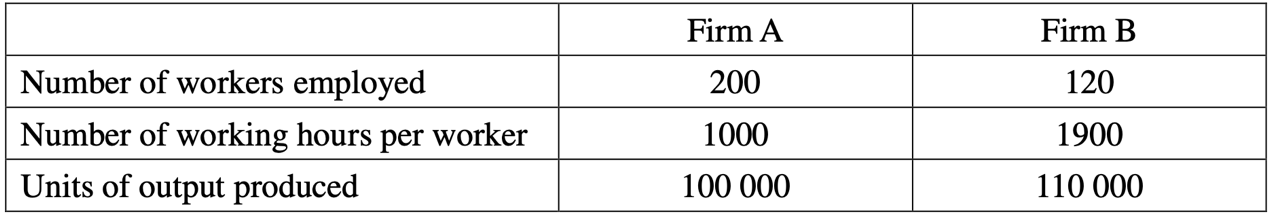 Firm A Firm B
Number of workers employed 200 120
Number of working hours per worker 1000 1900
Units of output produced 100 000 110 000